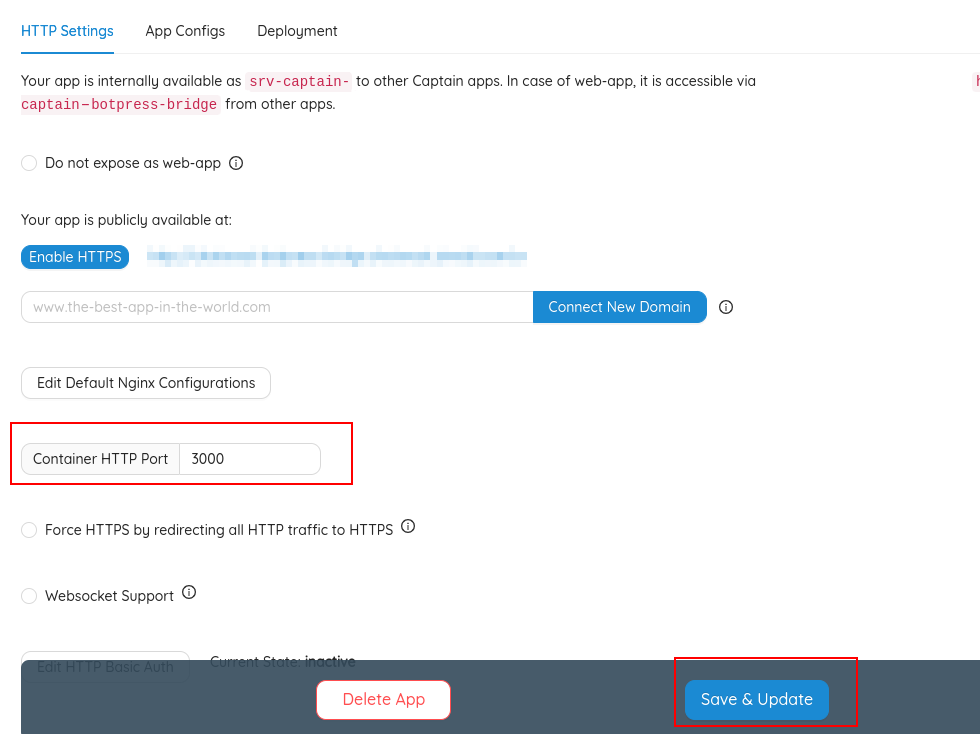 HTTP Settings App Configs Deployment
Your app is internally available as srv-captain- to other Captain apps. In case of web-app, it is accessible via
captain-botpress-bridge from other apps.
Do not expose as web-app
Your app is publicly available at:
Enable HTTPS
www.the-best-app-in-the-world.com Connect New Domain
Edit Default Nginx Configurations
Container HTTP Port 3000
Force HTTPS by redirecting all HTTP traffic to HTTPS
Websocket Support
Edit HTTP Basic Auth Current State: inactive
Delete App Save & Update